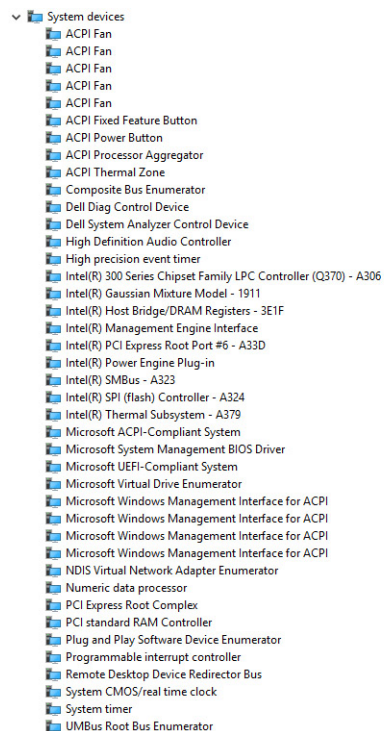 System devices
ACPI Fan
ACPI Fan
ACPI Fan
ACPI Fan
ACPI Fan
ACPI Fixed Feature Button
ACPI Power Button
ACPI Processor Aggregator
ACPI Thermal Zone
Composite Bus Enumerator
Dell Diag Control Device
Dell System Analyzer Control Device
High Definition Audio Controller
High precision event timer
Intel(R) 300 Series Chipset Family LPC Controller (Q370) - A306
Intel(R) Gaussian Mixture Model - 1911
Intel(R) Host Bridge/DRAM Registers - 3E1F
Intel(R) Management Engine Interface
Intel(R) PCI Express Root Port #6 - A33D
Intel(R) Power Engine Plug-in
Intel(R) SMBus - A323
Intel(R) SPI (flash) Controller - A324
Intel(R) Thermal Subsystem - A379
Microsoft ACPI-Compliant System
Microsoft System Management BIOS Driver
Microsoft UEFI-Compliant System
Microsoft Virtual Drive Enumerator
Microsoft Windows Management Interface for ACPI
Microsoft Windows Management Interface for ACPI
Microsoft Windows Management Interface for ACPI
NDIS Virtual Network Adapter Enumerator
Numeric data processor
PCI Express Root Complex
PCI standard RAM Controller
Plug and Play Software Device Enumerator
Programmable interrupt controller
Remote Desktop Device Redirector Bus
System CMOS/real time clock
System timer
UMBus Root Bus Enumerator